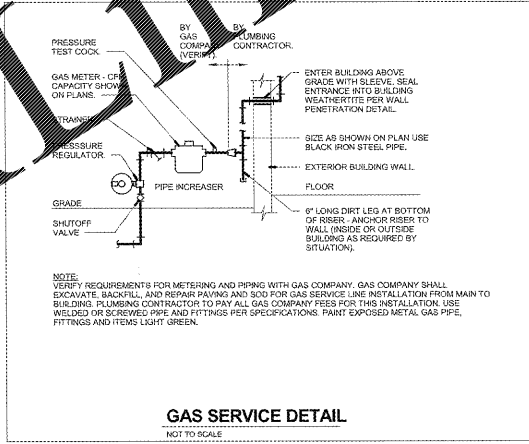 BY
GAS
COMPANY
(VERIFY).
BY
PLUMBING
CONTRACTOR.
PRESSURE
TEST COCK.
GAS METER - CFH
CAPACITY SHOWN
ON PLANS.
STRAINER
PRESSSURE
REGULATOR.
PIPE INCREASER
GRADE
SHUTOFF
VALVE
ENTER BUILDING ABOVE
GRADE WITH SLEEVE, SEAL
ENTRANCE INTO BUILDING
WEATHERTITE PER WALL
PENETRATION DETAIL.
SIZE AS SHOWN ON PLAN USE
BLACK IRON STEEL PIPE.
EXTERIOR BUILDING WALL
FLOOR
6" LONG DIRT LEG AT BOTTOM
OF RISER - ANCHOR RISER TO
WALL (INSIDE OR OUTSIDE
BUILDING AS REQUIRED BY
SITUATION).
NOTE:
VERIFY REQUIREMENTS FOR METERING AND PIPING WITH GAS COMPANY. GAS COMPANY SHALL
EXCAVATE, BACKFILL, AND REPAIR PAVING AND SOD FOR GAS SERVICE LINE INSTALLATION FROM MAIN TO
BUILDING. PLUMBING CONTRACTOR TO PAY ALL GAS COMPANY FEES FOR THIS INSTALLATION. USE
WELDED OR SCREWED PIPE AND FITTINGS PER SPECIFICATIONS. PAINT EXPOSED METAL GAS PIPE,
FITTINGS AND ITEMS LIGHT GREEN.
GAS SERVICE DETAIL
NOT TO SCALE